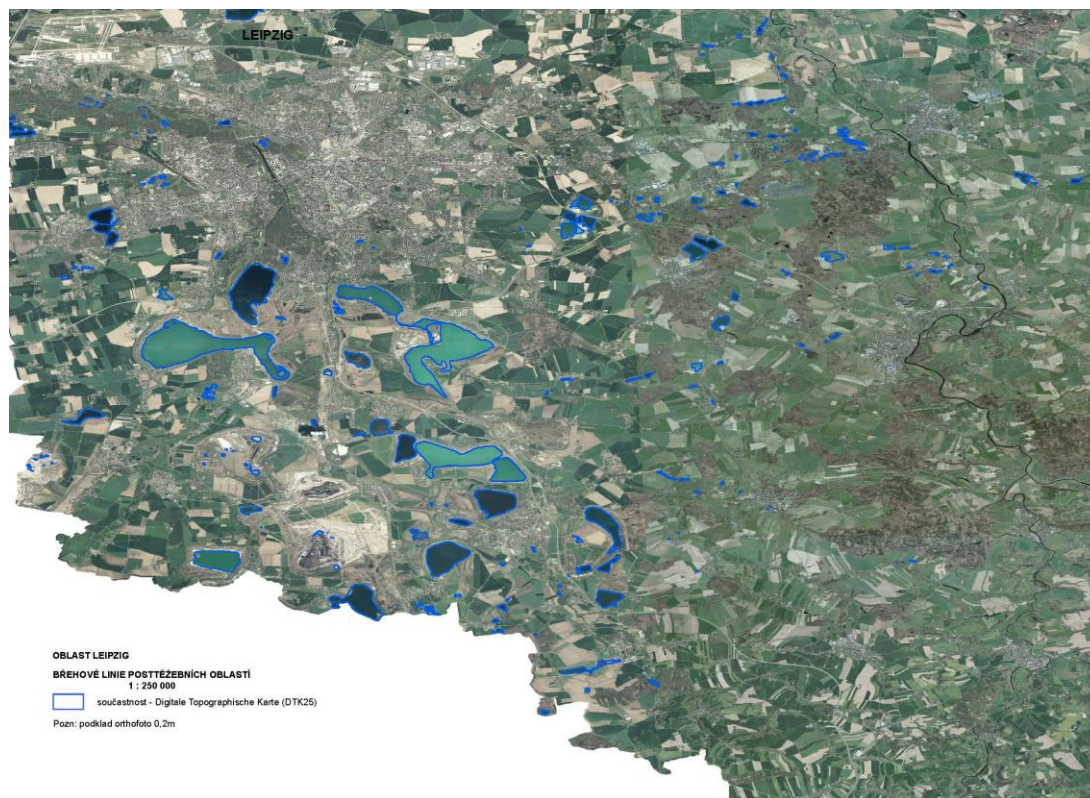 LEIPZIG
OBLAST LEIPZIG
BŘEHOVÉ LINIE POSTTĚŽEBNÍCH OBLASTÍ
1 : 250 000
součastnost - Digitale Topographische Karte (DTK25)
Pozn: podklad orthofoto 0,2m